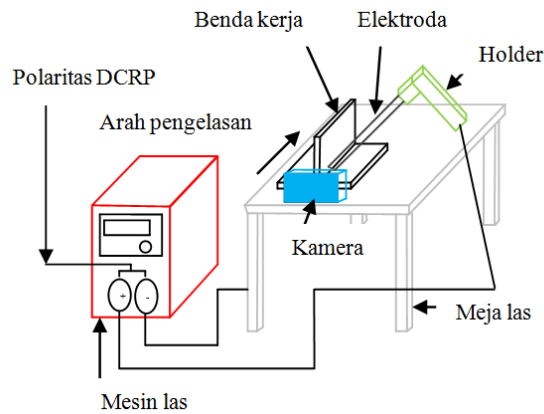 Benda kerja
Elektroda
Holder
Polaritas DCRP
Arah pengelasan
Kamera
+ -
Meja las
Mesin las